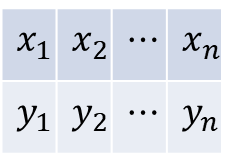 x₁ x₂ ⋯ xₙ
y₁ y₂ ⋯ yₙ